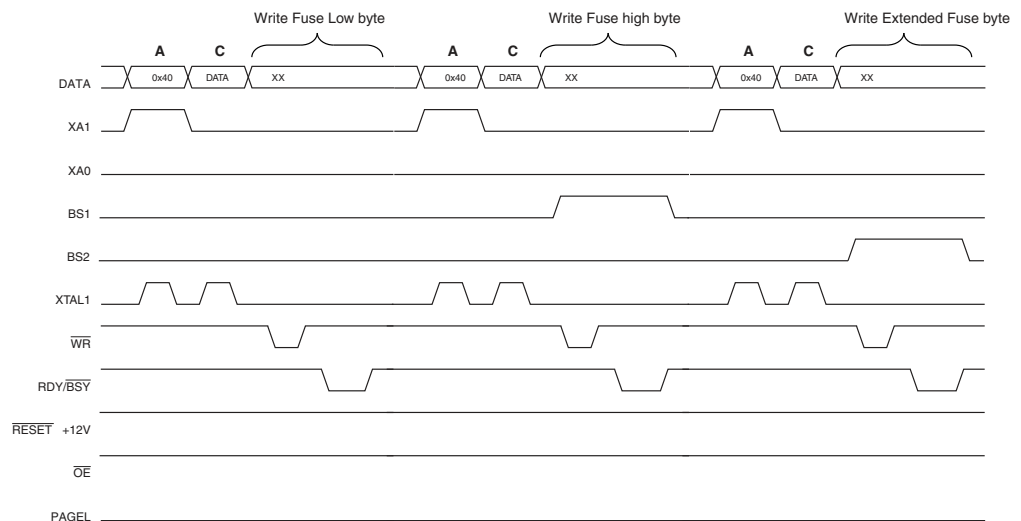 Write Fuse Low byte Write Fuse high byte Write Extended Fuse byte
A C A C A C
DATA 0x40 DATA XX 0x40 DATA XX 0x40 DATA XX
XA1
XA0
BS1
BS2
XTAL1
WR
RDY/BSY
RESET +12V
OE
PAGEL